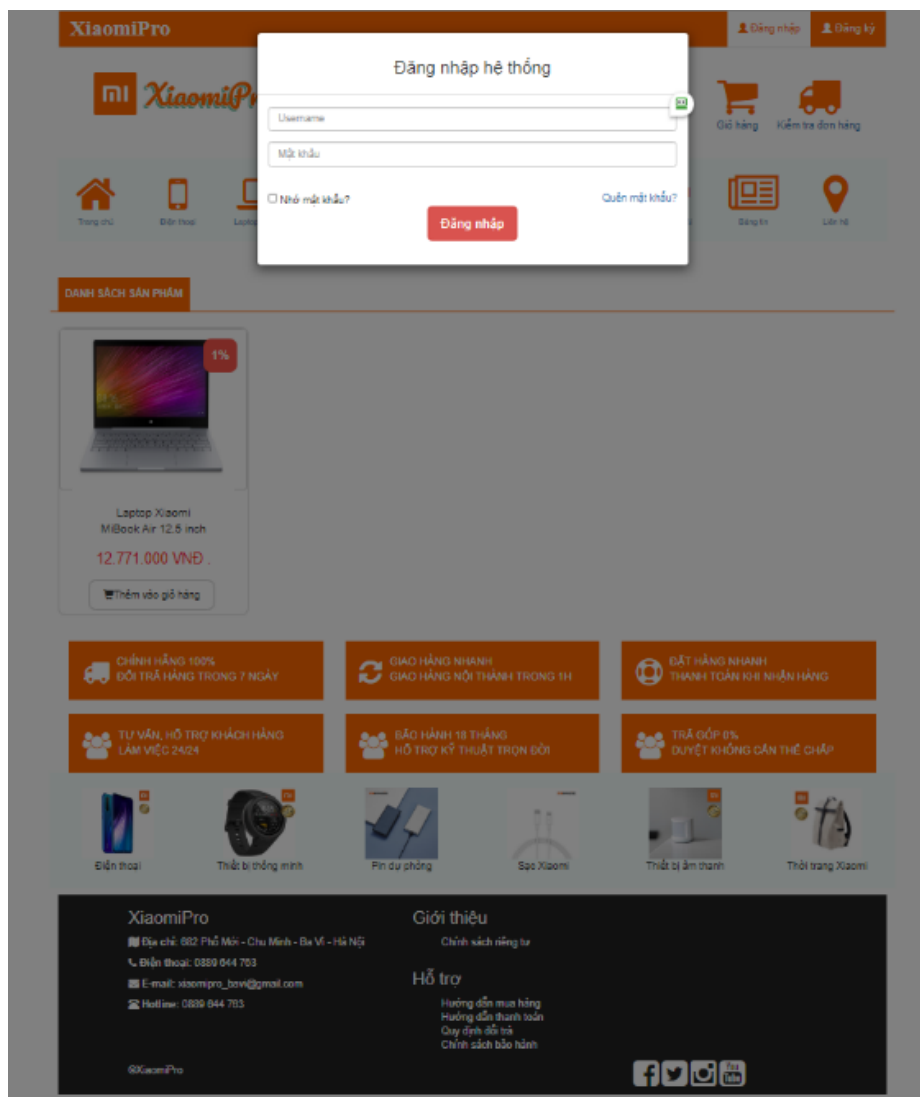 XiaomiPro
Đăng nhập
Đăng ký
Đăng nhập hệ thống
XiaomiPr
Username
Mật khẩu
Giỏ hàng
Kiểm tra đơn hàng
Nhớ mật khẩu?
Quên mật khẩu?
Đăng nhập
Trang chủ
Điện thoại
Laptop
Đăng tin
Liên hệ
DANH SÁCH SẢN PHẨM
1%
Laptop Xiaomi
MiBook Air 12.5 inch
12.771.000 VNĐ .
Thêm vào giỏ hàng
CHÍNH HÃNG 100%
ĐỔI TRẢ HÀNG TRONG 7 NGÀY
GIAO HÀNG NHANH
GIAO HÀNG NỘI THÀNH TRONG 1H
ĐẶT HÀNG NHANH
THANH TOÁN KHI NHẬN HÀNG
TƯ VẤN, HỖ TRỢ KHÁCH HÀNG
LÀM VIỆC 24/24
BẢO HÀNH 18 THÁNG
HỖ TRỢ KỸ THUẬT TRỌN ĐỜI
TRẢ GÓP 0%
DUYỆT KHÔNG CẦN THẾ CHẤP
Điện thoại
Thiết bị thông minh
Pin dự phòng
Sạc Xiaomi
Thiết bị âm thanh
Thời trang Xiaomi
XiaomiPro
Địa chỉ: 682 Phố Mới - Chu Minh - Ba Vì - Hà Nội
Điện thoại: 0889 644 763
E-mail: xiaomipro_bavi@gmail.com
Hotline: 0889 644 763
Giới thiệu
Chính sách riêng tư
Hỗ trợ
Hướng dẫn mua hàng
Hướng dẫn thanh toán
Quy định đổi trả
Chính sách bảo hành
©XiaomiPro
You
Tube